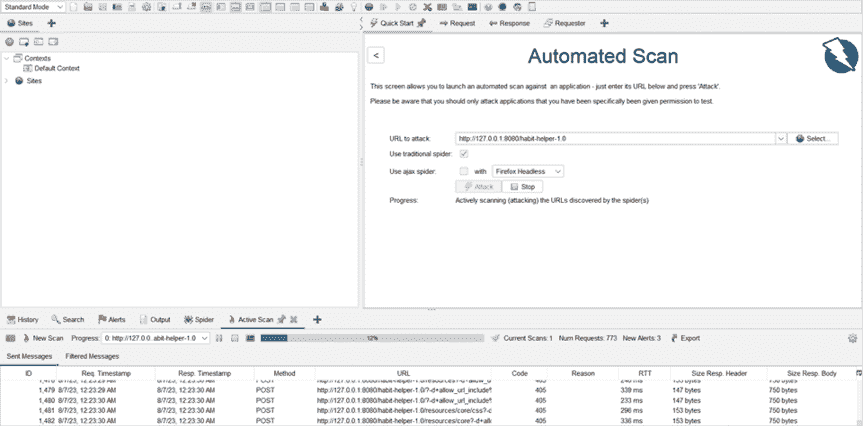 Standard Mode
Sites
Quick Start Request Response Requester
Contexts
Default Context
Sites
<
Automated Scan
This screen allows you to launch an automated scan against an application - just enter its URL below and press 'Attack'.
Please be aware that you should only attack applications that you have been specifically been given permission to test.
URL to attack: http://127.0.0.1:8080/habit-helper-1.0 Select...
Use traditional spider:
Use ajax spider: with Firefox Headless
Attack Stop
Progress: Actively scanning (attacking) the URLs discovered by the spider(s)
History Search Alerts Output Spider Active Scan
New Scan Progress: 0: http://127.0.0..abit-helper-1.0 12% Current Scans: 1 Num Requests: 773 New Alerts: 3 Export
Sent Messages Filtered Messages
ID Req. Timestamp Resp. Timestamp Method URL Code Reason RTT Size Resp. Header Size Resp. Body
1,479 8/7/23, 12:23:29 AM 8/7/23, 12:23:30 AM POST http://127.0.0.1:8080/habit-helper-1.0/?-d+allow_url_include% 405 339 ms 147 bytes 750 bytes
1,480 8/7/23, 12:23:30 AM 8/7/23, 12:23:30 AM POST http://127.0.0.1:8080/habit-helper-1.0/?-d+allow_url_include% 405 233 ms 147 bytes 750 bytes
1,481 8/7/23, 12:23:30 AM 8/7/23, 12:23:30 AM POST http://127.0.0.1:8080/habit-helper-1.0/resources/core/css?-c 405 296 ms 153 bytes 750 bytes
1,482 8/7/23, 12:23:30 AM 8/7/23, 12:23:30 AM POST http://127.0.0.1:8080/habit-helper-1.0/resources/core?-d+all 405 336 ms 153 bytes 750 bytes